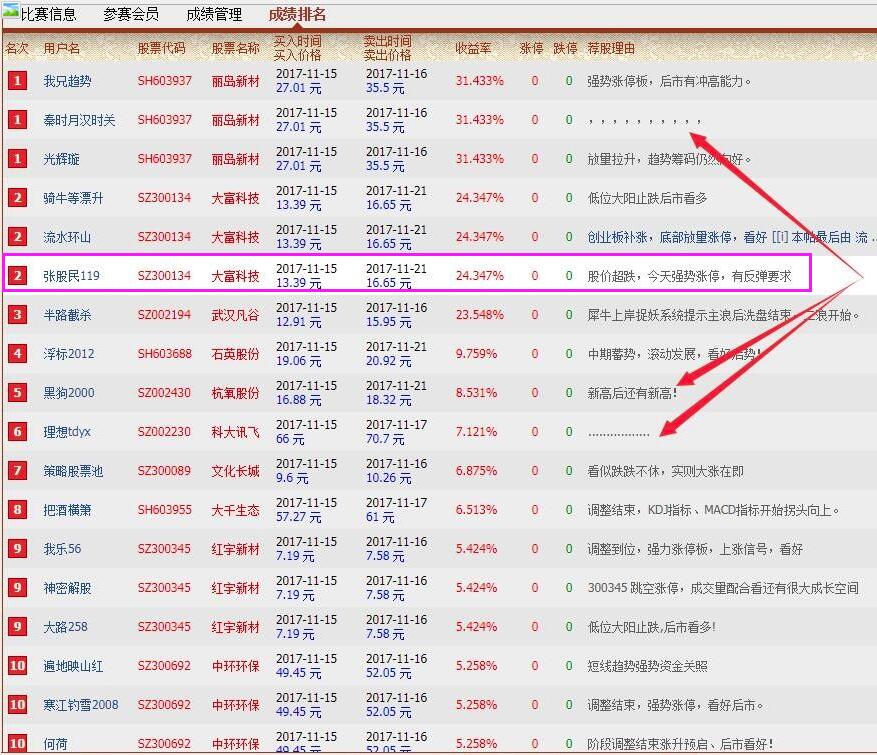 比赛信息 参赛会员 成绩管理 成绩排名
名次 用户名 股票代码 股票名称 买入时间 买入价格 卖出时间 卖出价格 收益率 涨停 跌停 荐股理由
1 我兄趋势 SH603937 丽岛新材 2017-11-15 27.01 元 2017-11-16 35.5 元 31.433% 0 0 强势涨停板，后市有冲高能力。
1 秦时月汉时关 SH603937 丽岛新材 2017-11-15 27.01 元 2017-11-16 35.5 元 31.433% 0 0 ，，，，，，，，，，
1 光辉璇 SH603937 丽岛新材 2017-11-15 27.01 元 2017-11-16 35.5 元 31.433% 0 0 放量拉升，趋势筹码仍然向好。
2 骑牛等漂升 SZ300134 大富科技 2017-11-15 13.39 元 2017-11-21 16.65 元 24.347% 0 0 低位大阳止跌后市看多
2 流水环山 SZ300134 大富科技 2017-11-15 13.39 元 2017-11-21 16.65 元 24.347% 0 0 创业板补涨，底部放量涨停，看好 [[i] 本帖最后由 流 ..
2 张股民119 SZ300134 大富科技 2017-11-15 13.39 元 2017-11-21 16.65 元 24.347% 0 0 股价超跌，今天强势涨停，有反弹要求
3 半路截杀 SZ002194 武汉凡谷 2017-11-15 12.91 元 2017-11-16 15.95 元 23.548% 0 0 犀牛上岸捉妖系统提示主浪后洗盘结束，主浪开始。
4 浮标2012 SH603688 石英股份 2017-11-15 19.06 元 2017-11-21 20.92 元 9.759% 0 0 中期蓄势，滚动发展，看好后势!
5 黑狗2000 SZ002430 杭氧股份 2017-11-15 16.88 元 2017-11-21 18.32 元 8.531% 0 0 新高后还有新高!
6 理想tdyx SZ002230 科大讯飞 2017-11-15 66 元 2017-11-17 70.7 元 7.121% 0 0 .................
7 策略股票池 SZ300089 文化长城 2017-11-15 9.6 元 2017-11-16 10.26 元 6.875% 0 0 看似跌跌不休，实则大涨在即
8 把酒横箫 SH603955 大千生态 2017-11-15 57.27 元 2017-11-17 61 元 6.513% 0 0 调整结束，KDJ指标、MACD指标开始拐头向上。
9 我乐56 SZ300345 红宇新材 2017-11-15 7.19 元 2017-11-16 7.58 元 5.424% 0 0 调整到位，强力涨停板，上涨信号，看好
9 神密解股 SZ300345 红宇新材 2017-11-15 7.19 元 2017-11-16 7.58 元 5.424% 0 0 300345 跳空涨停，成交量配合看还有很大成长空间
9 大路258 SZ300345 红宇新材 2017-11-15 7.19 元 2017-11-16 7.58 元 5.424% 0 0 低位大阳止跌,后市看多!
10 遍地映山红 SZ300692 中环环保 2017-11-15 49.45 元 2017-11-16 52.05 元 5.258% 0 0 短线趋势强势资金关照
10 寒江钓雪2008 SZ300692 中环环保 2017-11-15 49.45 元 2017-11-16 52.05 元 5.258% 0 0 调整结束，强势涨停，看好后市。
10 何荷 SZ300692 中环环保 2017-11-15 49.45 元 2017-11-16 52.05 元 5.258% 0 0 阶段调整结束涨升预启、后市看好!